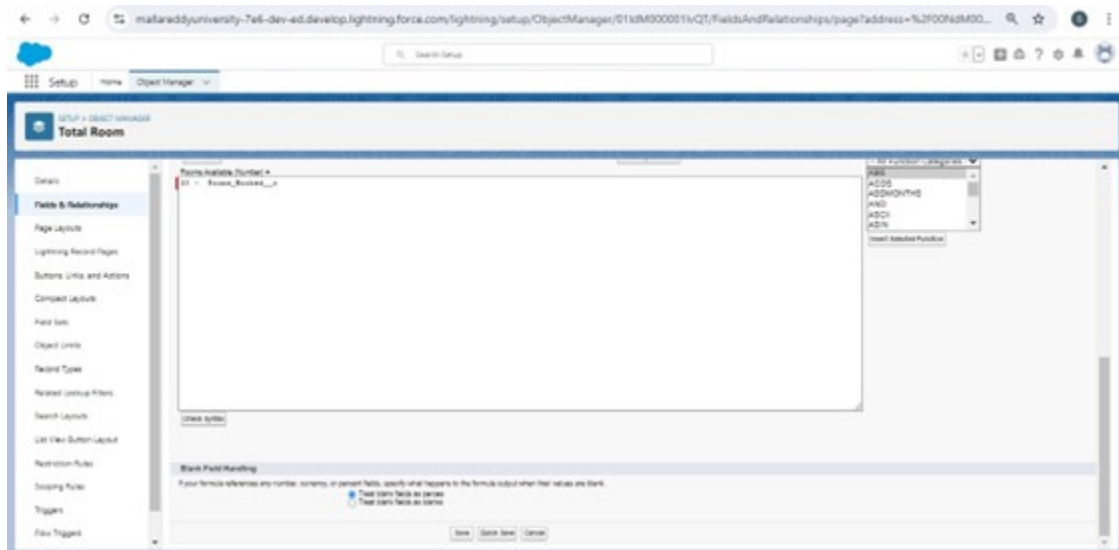 mallareddyuniversity-7e6-dev-ed.develop.lightning.force.com/lightning/setup/ObjectManager/
Search Setup
Setup
Home
Object Manager
SETUP > OBJECT MANAGER
Total Room
Details
Fields & Relationships
Page Layouts
Lightning Record Pages
Buttons, Links, and Actions
Compact Layouts
Field Sets
Object Limits
Record Types
Related Lookup Filters
Search Layouts
List View Button Layout
Restriction Rules
Scoping Rules
Triggers
Flow Triggers
Rooms Available (Number) =
- Rooms_Booked__c
- All Function Categories -
ABS
ACOS
ADDMONTHS
AND
ASCII
ASIN
Insert Selected Function
Check Syntax
Blank Field Handling
If your formula references any number, currency, or percent fields, specify what happens to the formula output when their values are blank.
Treat blank fields as zeroes
Treat blank fields as blanks
Save
Quick Save
Cancel